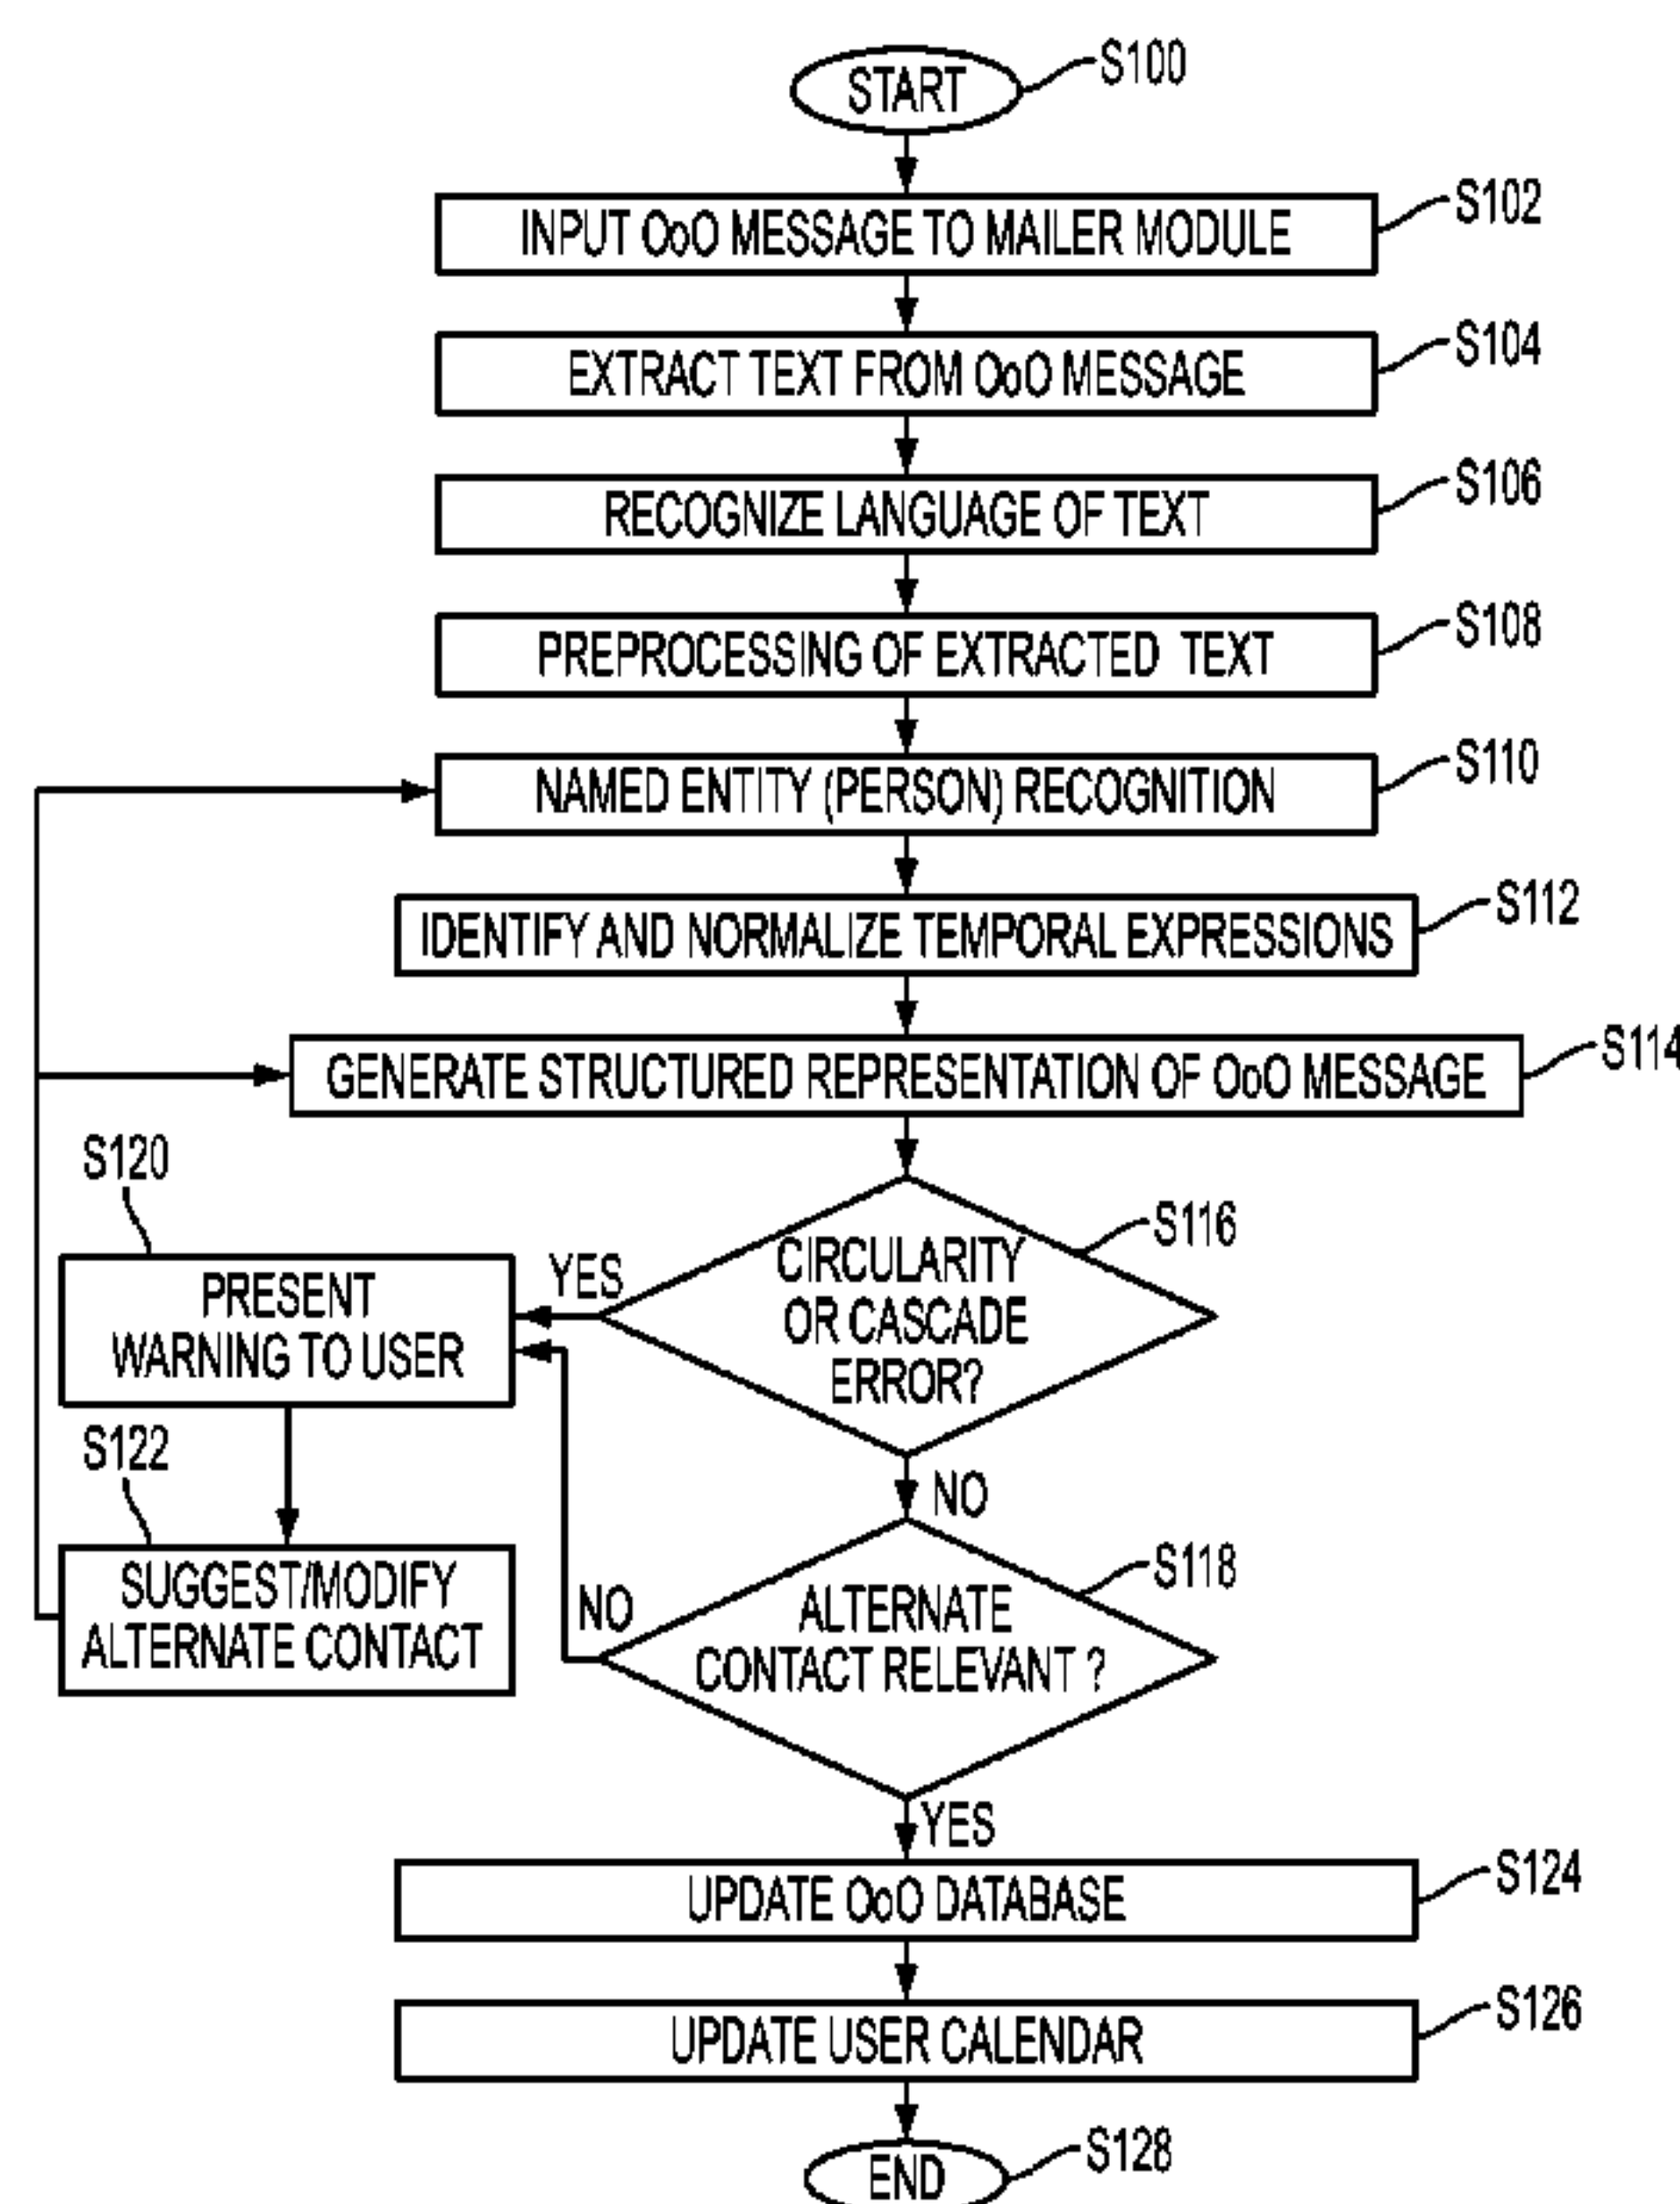 START
S100
INPUT OoO MESSAGE TO MAILER MODULE
S102
EXTRACT TEXT FROM OoO MESSAGE
S104
RECOGNIZE LANGUAGE OF TEXT
S106
PREPROCESSING OF EXTRACTED TEXT
S108
NAMED ENTITY (PERSON) RECOGNITION
S110
IDENTIFY AND NORMALIZE TEMPORAL EXPRESSIONS
S112
GENERATE STRUCTURED REPRESENTATION OF OoO MESSAGE
S114
CIRCULARITY
OR CASCADE
ERROR?
S116
YES
S120
PRESENT
WARNING TO USER
S122
SUGGEST/MODIFY
ALTERNATE CONTACT
NO
ALTERNATE
CONTACT RELEVANT ?
S118
NO
YES
UPDATE OoO DATABASE
S124
UPDATE USER CALENDAR
S126
END
S128